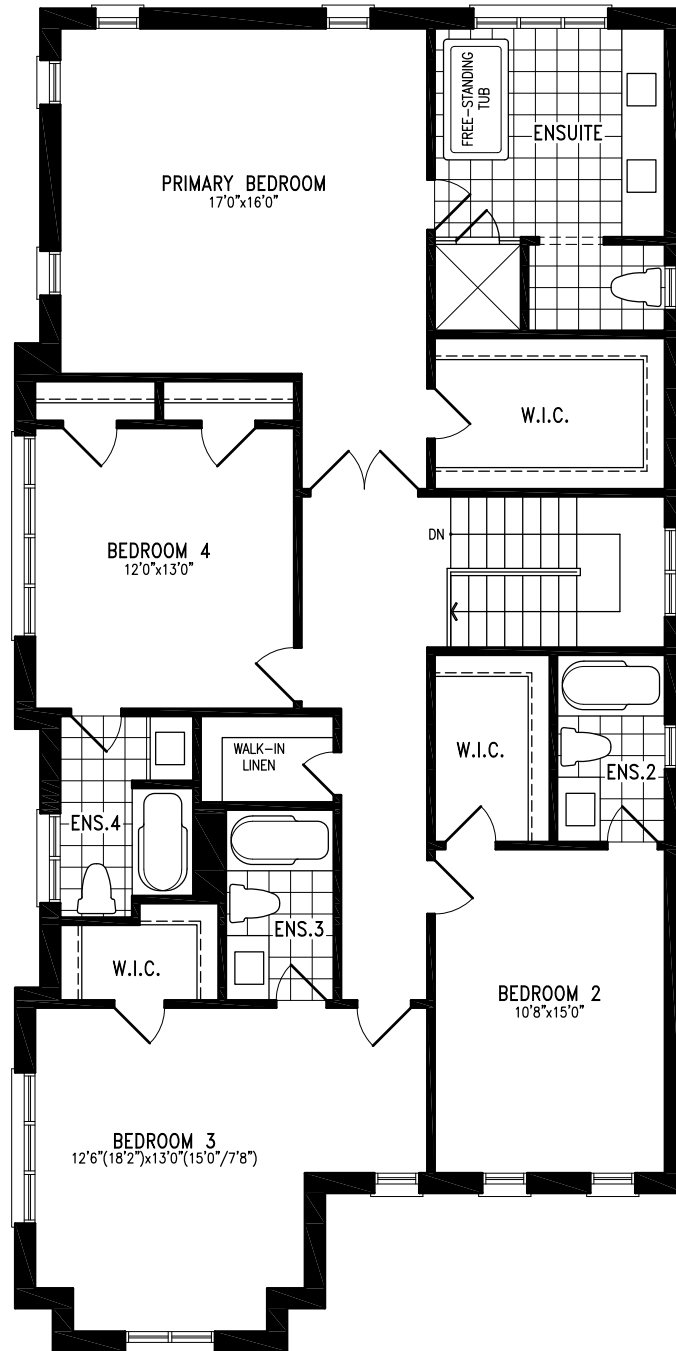 FREE-STANDING
TUB
ENSUITE
PRIMARY BEDROOM
17'0"x16'0"
W.I.C.
DN
BEDROOM 4
12'0"x13'0"
WALK-IN
LINEN
W.I.C.
ENS.2
ENS.4
ENS.3
W.I.C.
BEDROOM 2
10'8"x15'0"
BEDROOM 3
12'6"(18'2")x13'0"(15'0"/7'8")